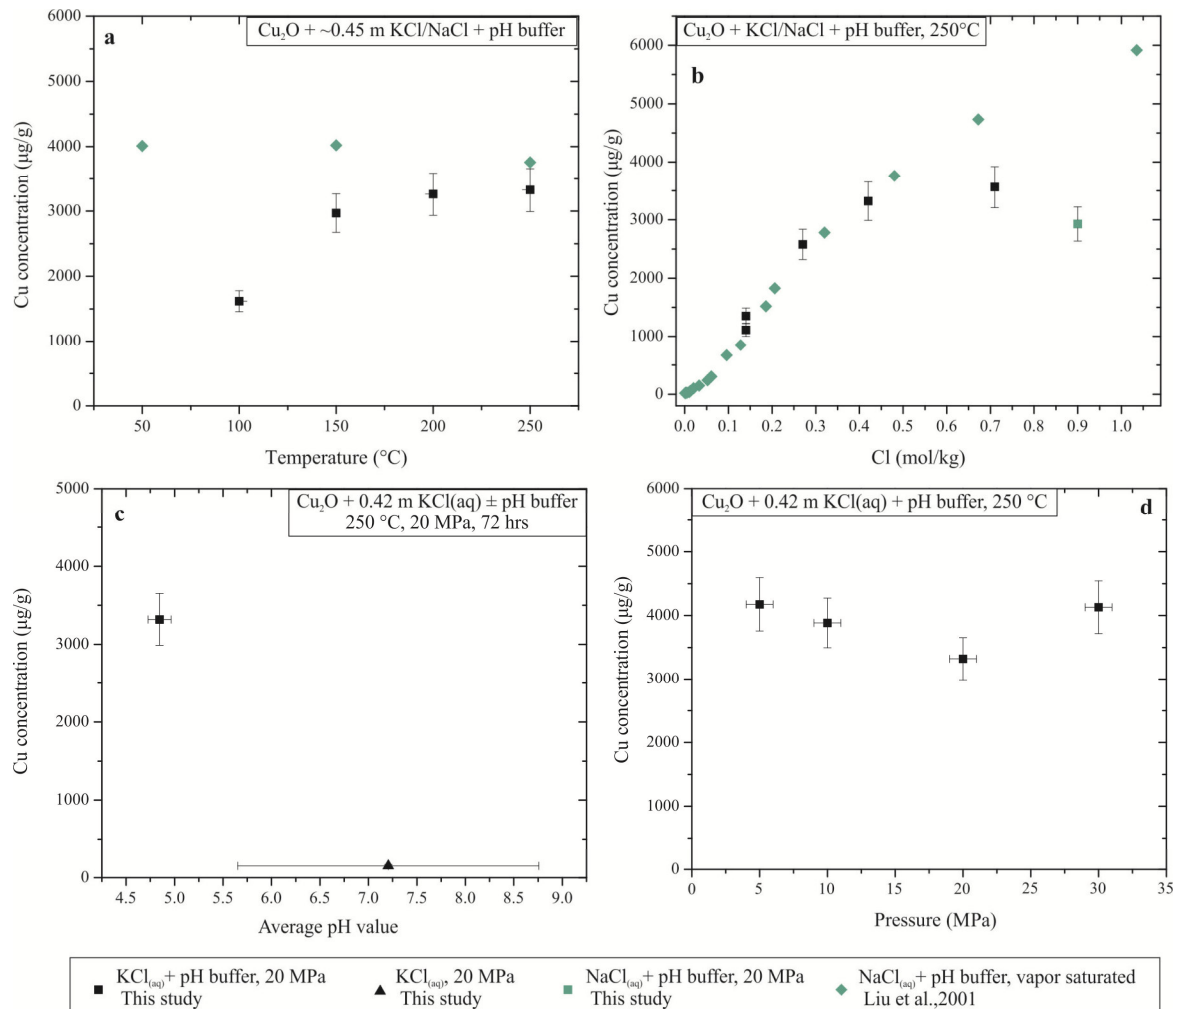 a
Cu₂O + ~0.45 m KCl/NaCl + pH buffer
6000
5000
4000
3000
2000
1000
0
Cu concentration (µg/g)
50 100 150 200 250
Temperature (°C)
Cu₂O + KCl/NaCl + pH buffer, 250°C
b
6000
5000
4000
3000
2000
1000
0
Cu concentration (µg/g)
0.0 0.1 0.2 0.3 0.4 0.5 0.6 0.7 0.8 0.9 1.0
Cl (mol/kg)
c
Cu₂O + 0.42 m KCl(aq) ± pH buffer
250 °C, 20 MPa, 72 hrs
5000
4000
3000
2000
1000
0
Cu concentration (µg/g)
4.5 5.0 5.5 6.0 6.5 7.0 7.5 8.0 8.5 9.0
Average pH value
Cu₂O + 0.42 m KCl(aq) + pH buffer, 250 °C
d
6000
5000
4000
3000
2000
1000
0
Cu concentration (µg/g)
0 5 10 15 20 25 30 35
Pressure (MPa)
KCl(aq)+ pH buffer, 20 MPa
This study
KCl(aq), 20 MPa
This study
NaCl(aq)+ pH buffer, 20 MPa
This study
NaCl(aq)+ pH buffer, vapor saturated
Liu et al.,2001